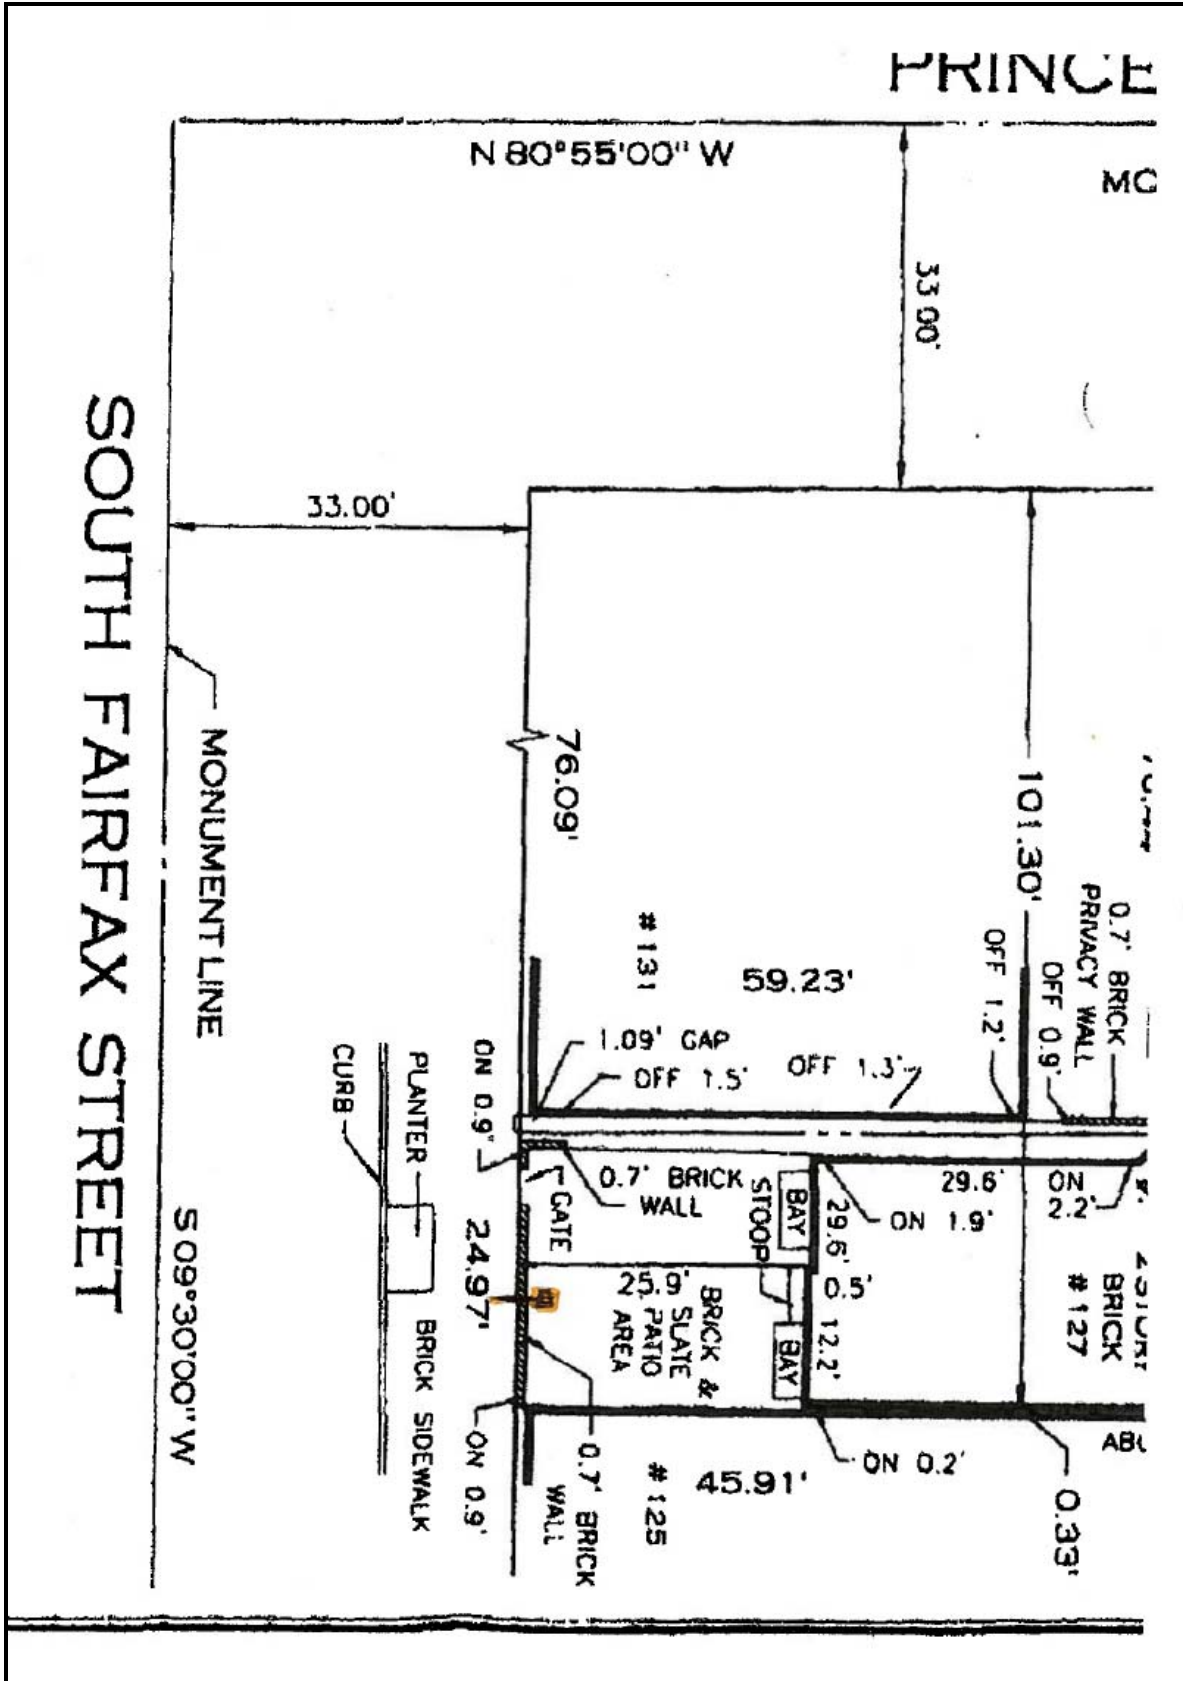 PRINCE
N 80°55'00" W
MC
33.00'
33.00'
SOUTH FAIRFAX STREET
MONUMENT LINE
S 09°30'00" W
76.09'
101.30'
0.7' BRICK
PRIVACY WALL
OFF 0.9'
OFF 1.2'
# 131
59.23'
1.09' GAP
OFF 1.5'
OFF 1.3'
ON 0.9'
PLANTER
CURB
GATE
0.7' BRICK
WALL
STOOP
BAY
29.6'
ON 1.9'
29.6'
ON
2.2'
24.97'
25.9'
BRICK &
SLATE
PATIO
AREA
0.5'
BAY
12.2'
BRICK
# 127
BRICK SIDEWALK
ON 0.9'
0.7' BRICK
WALL
# 125
45.91'
ON 0.2'
0.33'